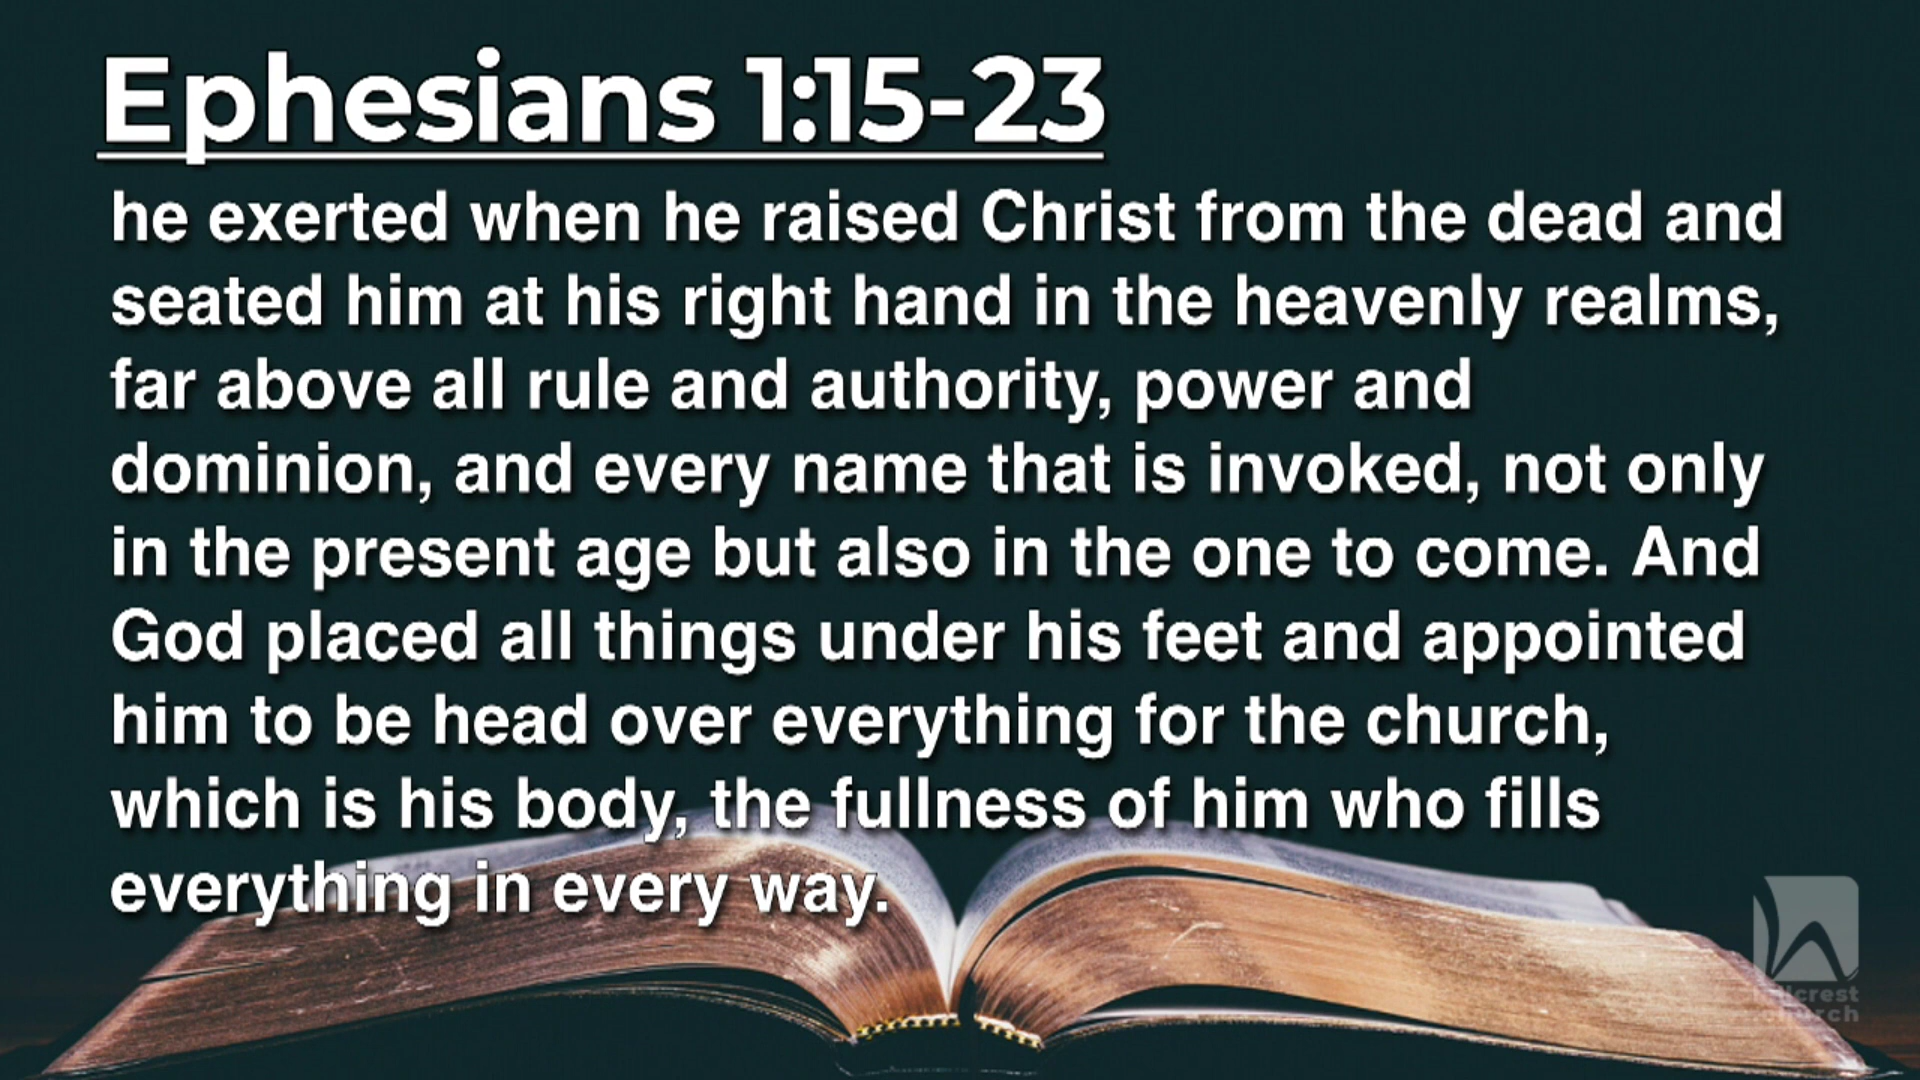 Ephesians 1:15-23
he exerted when he raised Christ from the dead and
seated him at his right hand in the heavenly realms,
far above all rule and authority, power and
dominion, and every name that is invoked, not only
in the present age but also in the one to come. And
God placed all things under his feet and appointed
him to be head over everything for the church,
which is his body, the fullness of him who fills
everything in every way.
hillcrest
church